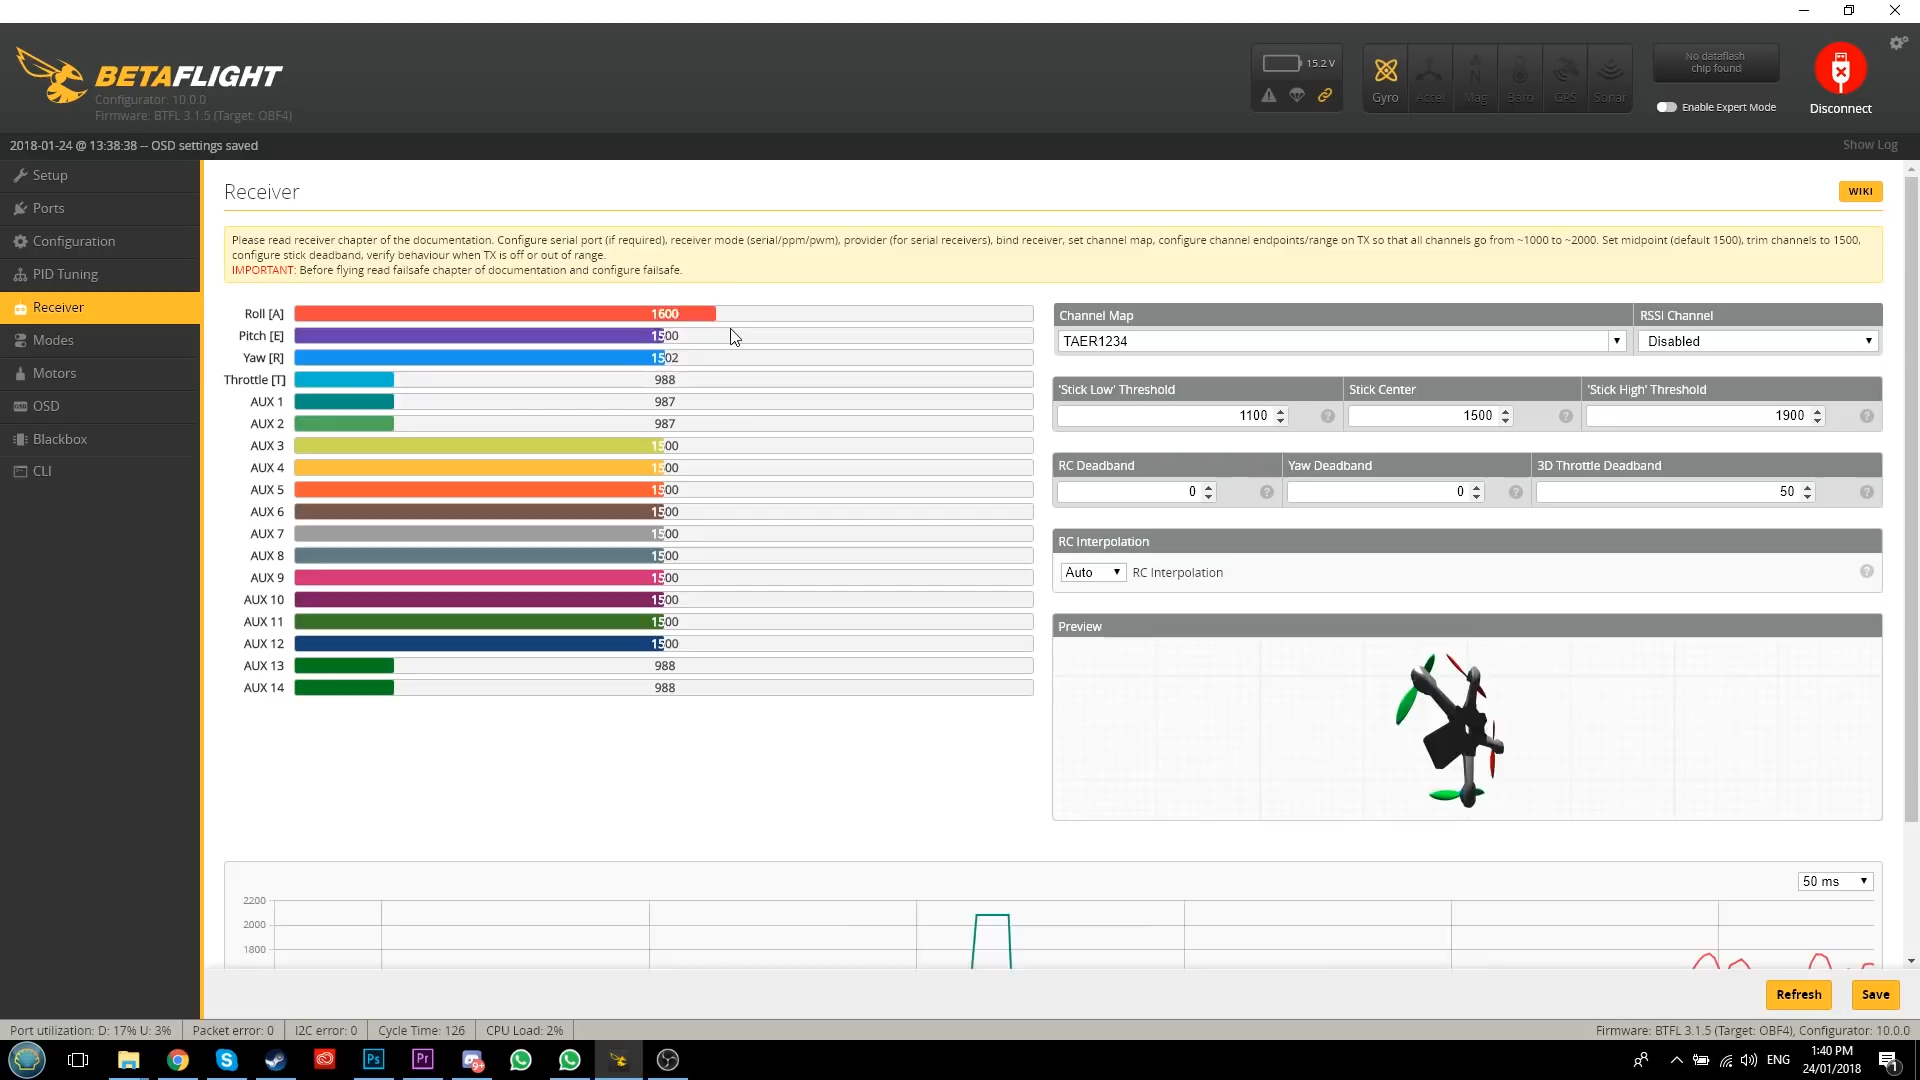 BETAFLIGHT
Configurator: 10.0.0
Firmware: BTFL 3.1.5 (Target: OBF4)
15.2 V
Gyro
Accel
Mag
Baro
GPS
Sonar
No dataflash
chip found
Enable Expert Mode
Disconnect
2018-01-24 @ 13:38:38 -- OSD settings saved
Show Log
Setup
Ports
Configuration
PID Tuning
Receiver
Modes
Motors
OSD
Blackbox
CLI
Receiver
WIKI
Please read receiver chapter of the documentation. Configure serial port (if required), receiver mode (serial/ppm/pwm), provider (for serial receivers), bind receiver, set channel map, configure channel endpoints/range on TX so that all channels go from ~1000 to ~2000. Set midpoint (default 1500), trim channels to 1500,
configure stick deadband, verify behaviour when TX is off or out of range.
IMPORTANT: Before flying read failsafe chapter of documentation and configure failsafe.
Roll [A] 1600
Pitch [E] 1500
Yaw [R] 1502
Throttle [T] 988
AUX 1 987
AUX 2 987
AUX 3 1500
AUX 4 1500
AUX 5 1500
AUX 6 1500
AUX 7 1500
AUX 8 1500
AUX 9 1500
AUX 10 1500
AUX 11 1500
AUX 12 1500
AUX 13 988
AUX 14 988
Channel Map RSSI Channel
TAER1234 Disabled
'Stick Low' Threshold Stick Center 'Stick High' Threshold
1100 ? 1500 ? 1900 ?
RC Deadband Yaw Deadband 3D Throttle Deadband
0 ? 0 ? 50 ?
RC Interpolation
Auto RC Interpolation ?
Preview
50 ms
2200
2000
1800
Refresh Save
Port utilization: D: 17% U: 3% Packet error: 0 I2C error: 0 Cycle Time: 126 CPU Load: 2% Firmware: BTFL 3.1.5 (Target: OBF4), Configurator: 10.0.0
Ps Pr 9+ ENG
1:40 PM
24/01/2018
1